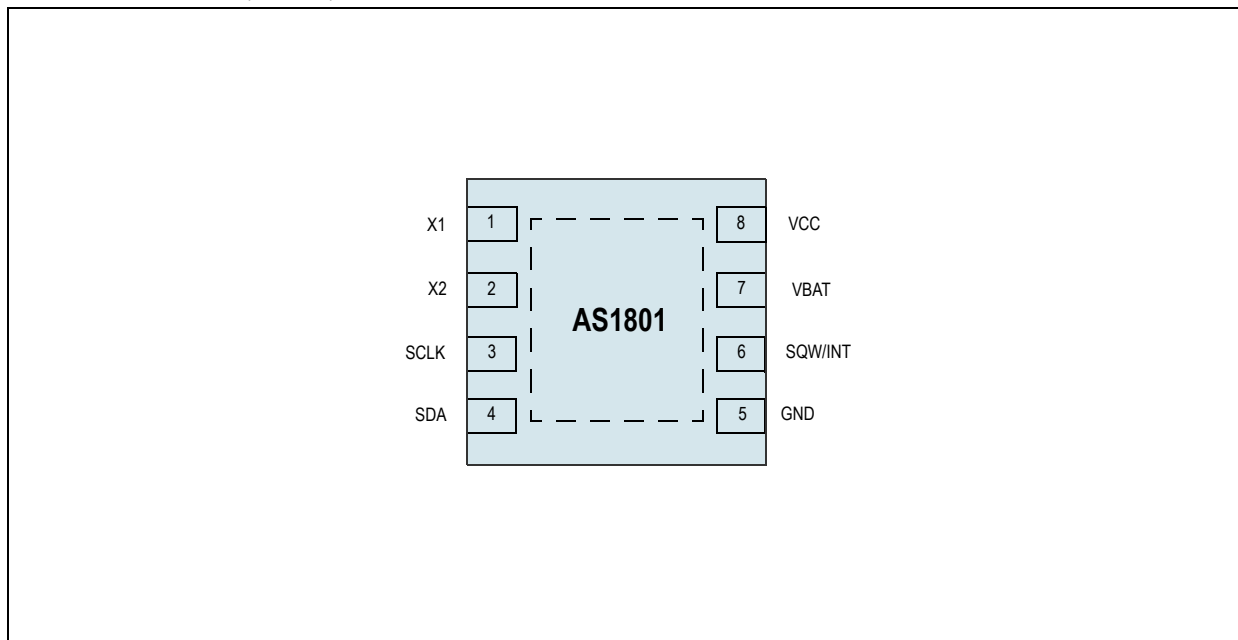 X1 1 8 VCC
X2 2 7 VBAT
AS1801
SCLK 3 6 SQW/INT
SDA 4 5 GND